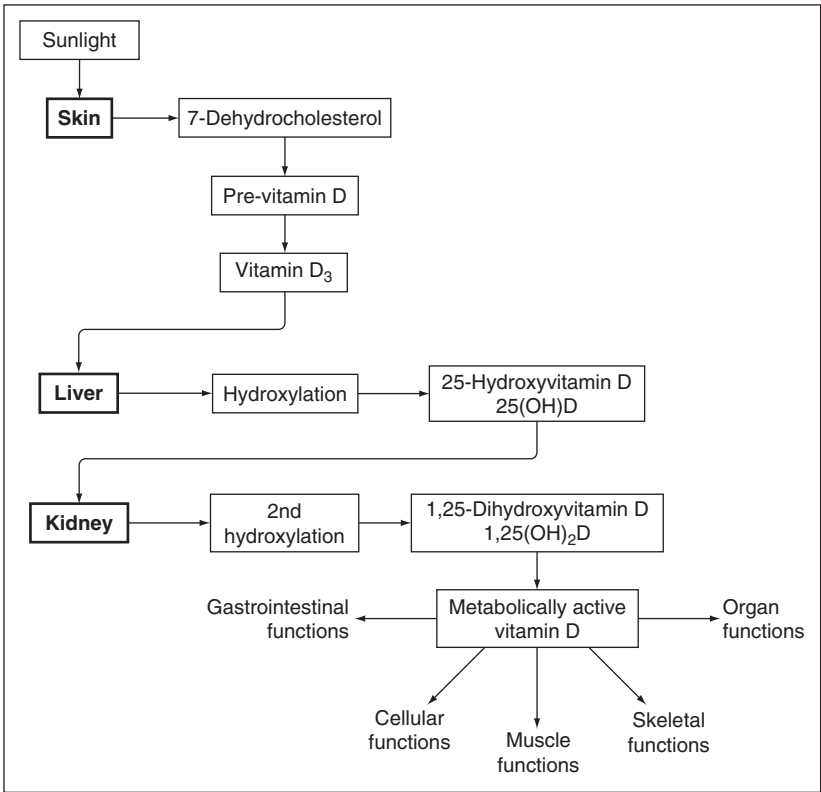 Sunlight
Skin
7-Dehydrocholesterol
Pre-vitamin D
Vitamin D₃
Liver
Hydroxylation
25-Hydroxyvitamin D
25(OH)D
Kidney
2nd
hydroxylation
1,25-Dihydroxyvitamin D
1,25(OH)₂D
Gastrointestinal
functions
Metabolically active
vitamin D
Organ
functions
Cellular
functions
Muscle
functions
Skeletal
functions